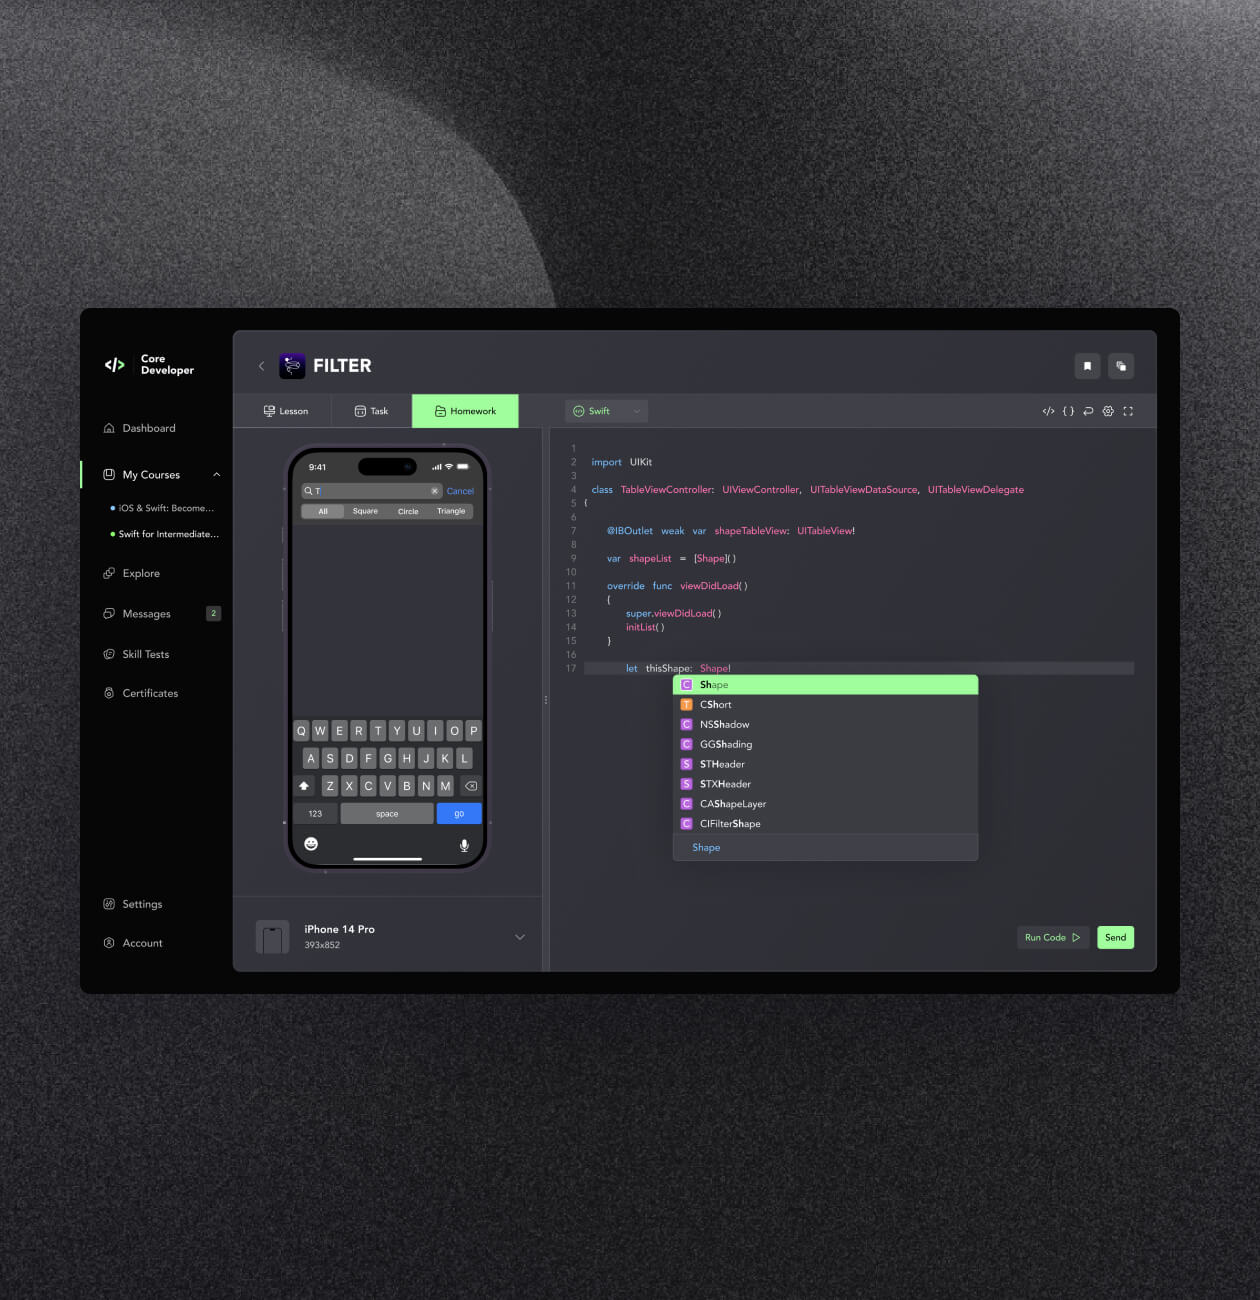 Core
Developer
Dashboard
My Courses
iOS & Swift: Become...
Swift for Intermediate...
Explore
Messages
2
Skill Tests
Certificates
Settings
Account
FILTER
Lesson
Task
Homework
9:41
T
Cancel
All
Square
Circle
Triangle
Q W E R T Y U I O P
A S D F G H J K L
Z X C V B N M
123
space
go
iPhone 14 Pro
393x852
Swift
1
2 import UIKit
3
4 class TableViewController: UIViewController, UITableViewDataSource, UITableViewDelegate
5 {
6
7 @IBOutlet weak var shapeTableView: UITableView!
8
9 var shapeList = [Shape]()
10
11 override func viewDidLoad()
12 {
13 super.viewDidLoad()
14 initList()
15 }
16
17 let thisShape: Shape!
C Shape
T CShort
C NSShadow
C GGShading
S STHeader
S STXHeader
C CAShapeLayer
C CIFilterShape
Shape
Run Code
Send